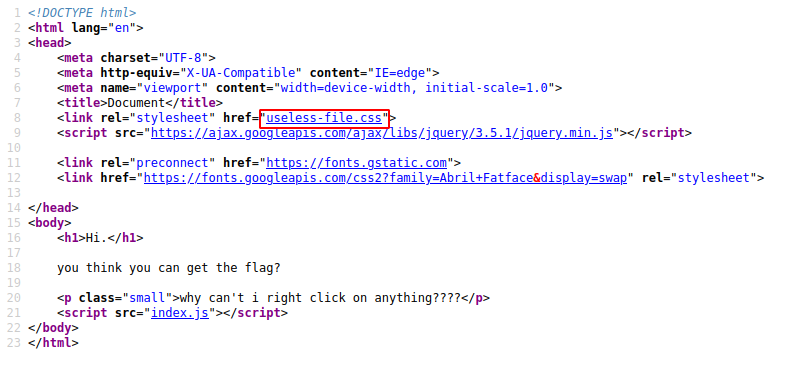 1 <!DOCTYPE html>
2 <html lang="en">
3 <head>
4     <meta charset="UTF-8">
5     <meta http-equiv="X-UA-Compatible" content="IE=edge">
6     <meta name="viewport" content="width=device-width, initial-scale=1.0">
7     <title>Document</title>
8     <link rel="stylesheet" href="useless-file.css">
9     <script src="https://ajax.googleapis.com/ajax/libs/jquery/3.5.1/jquery.min.js"></script>
10
11     <link rel="preconnect" href="https://fonts.gstatic.com">
12     <link href="https://fonts.googleapis.com/css2?family=Abril+Fatface&display=swap" rel="stylesheet">
13
14 </head>
15 <body>
16     <h1>Hi.</h1>
17
18     you think you can get the flag?
19
20     <p class="small">why can't i right click on anything????</p>
21     <script src="index.js"></script>
22 </body>
23 </html>